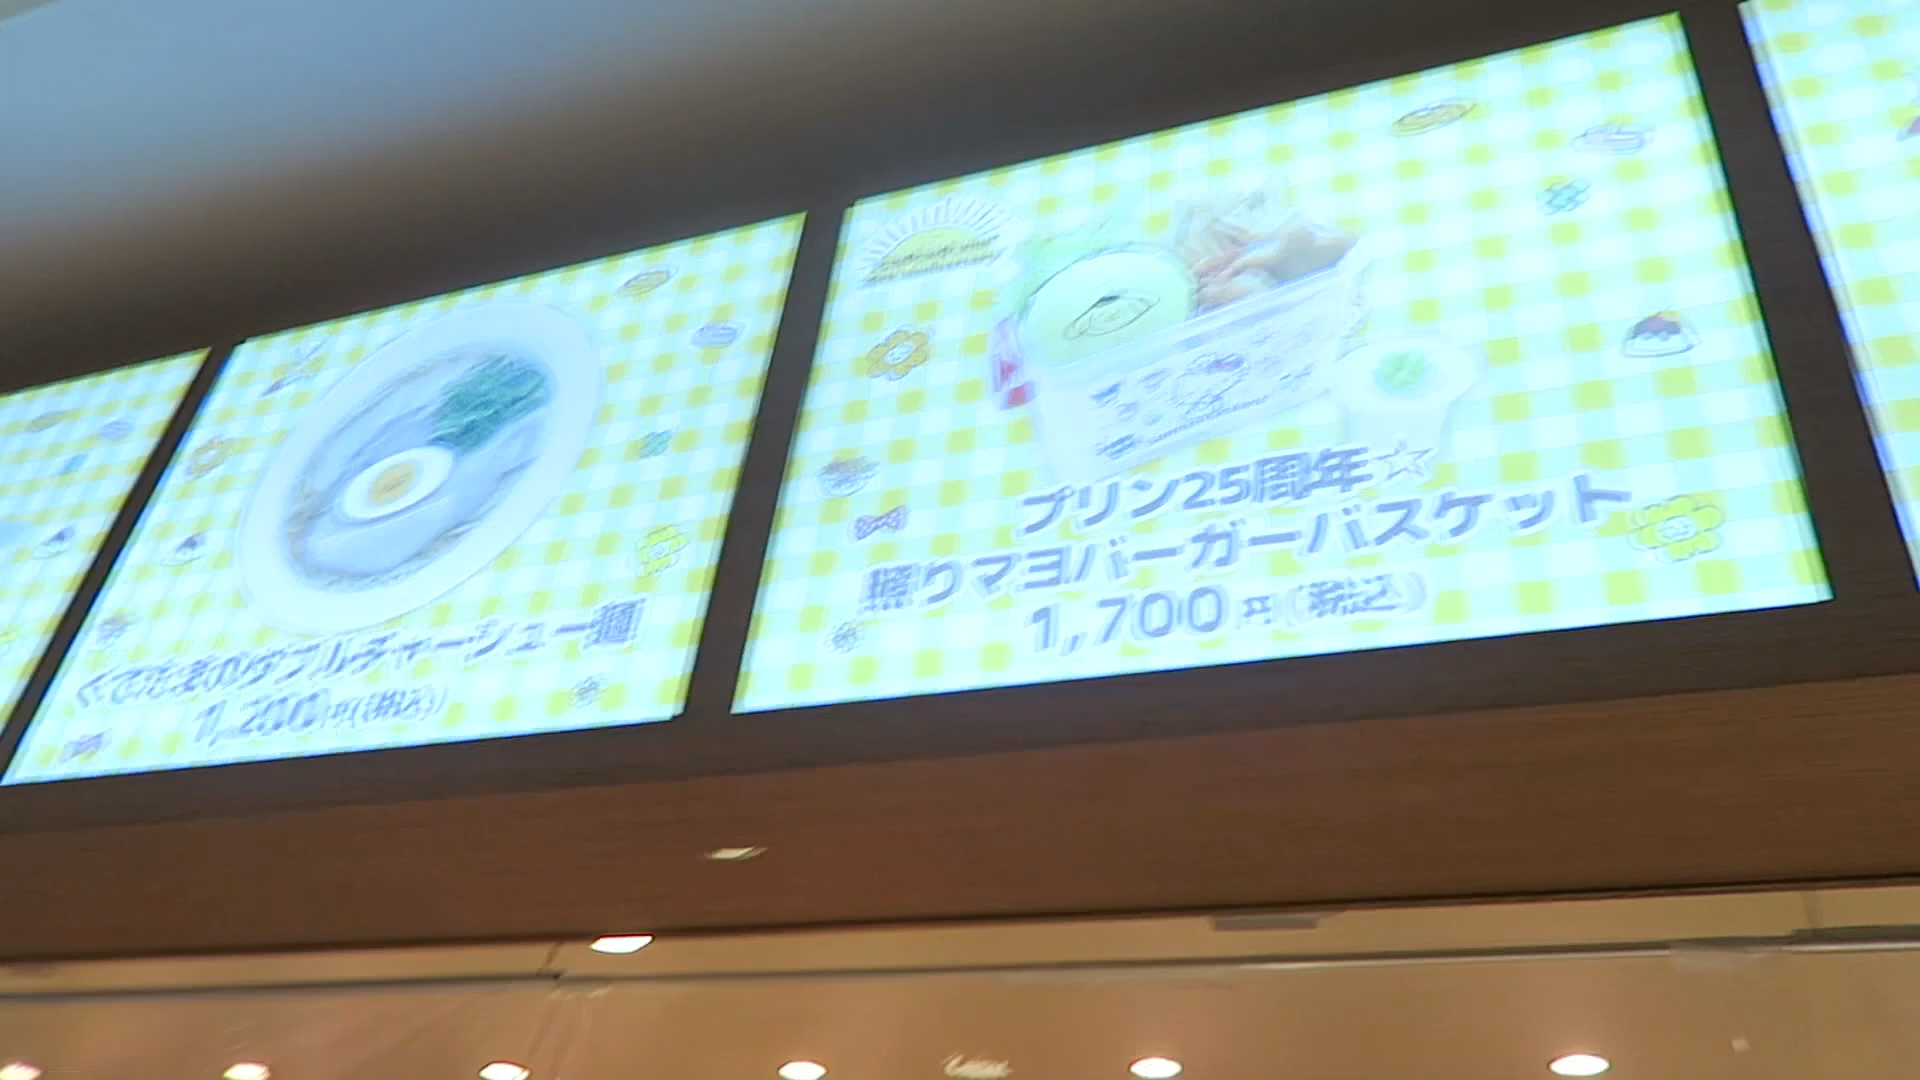 ぐでたまのダブルチャーシュー麺
1,200円(税込)
プリン25周年☆
照りマヨバーガーバスケット
1,700円(税込)